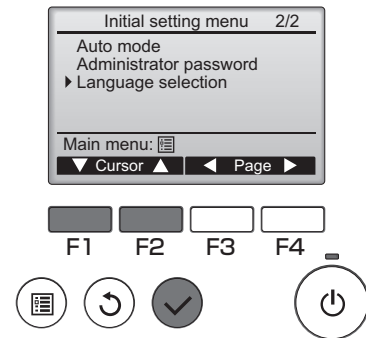 Initial setting menu 2/2
Auto mode
Administrator password
Language selection
Main menu:
Cursor Page
F1 F2 F3 F4